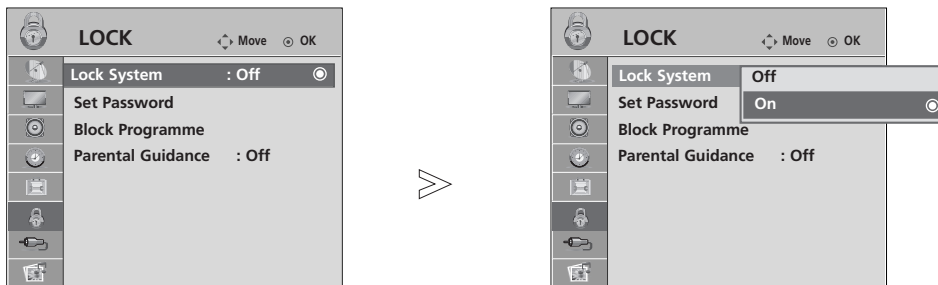 LOCK Move OK
Lock System : Off
Set Password
Block Programme
Parental Guidance : Off
LOCK Move OK
Lock System Off
Set Password On
Block Programme
Parental Guidance : Off